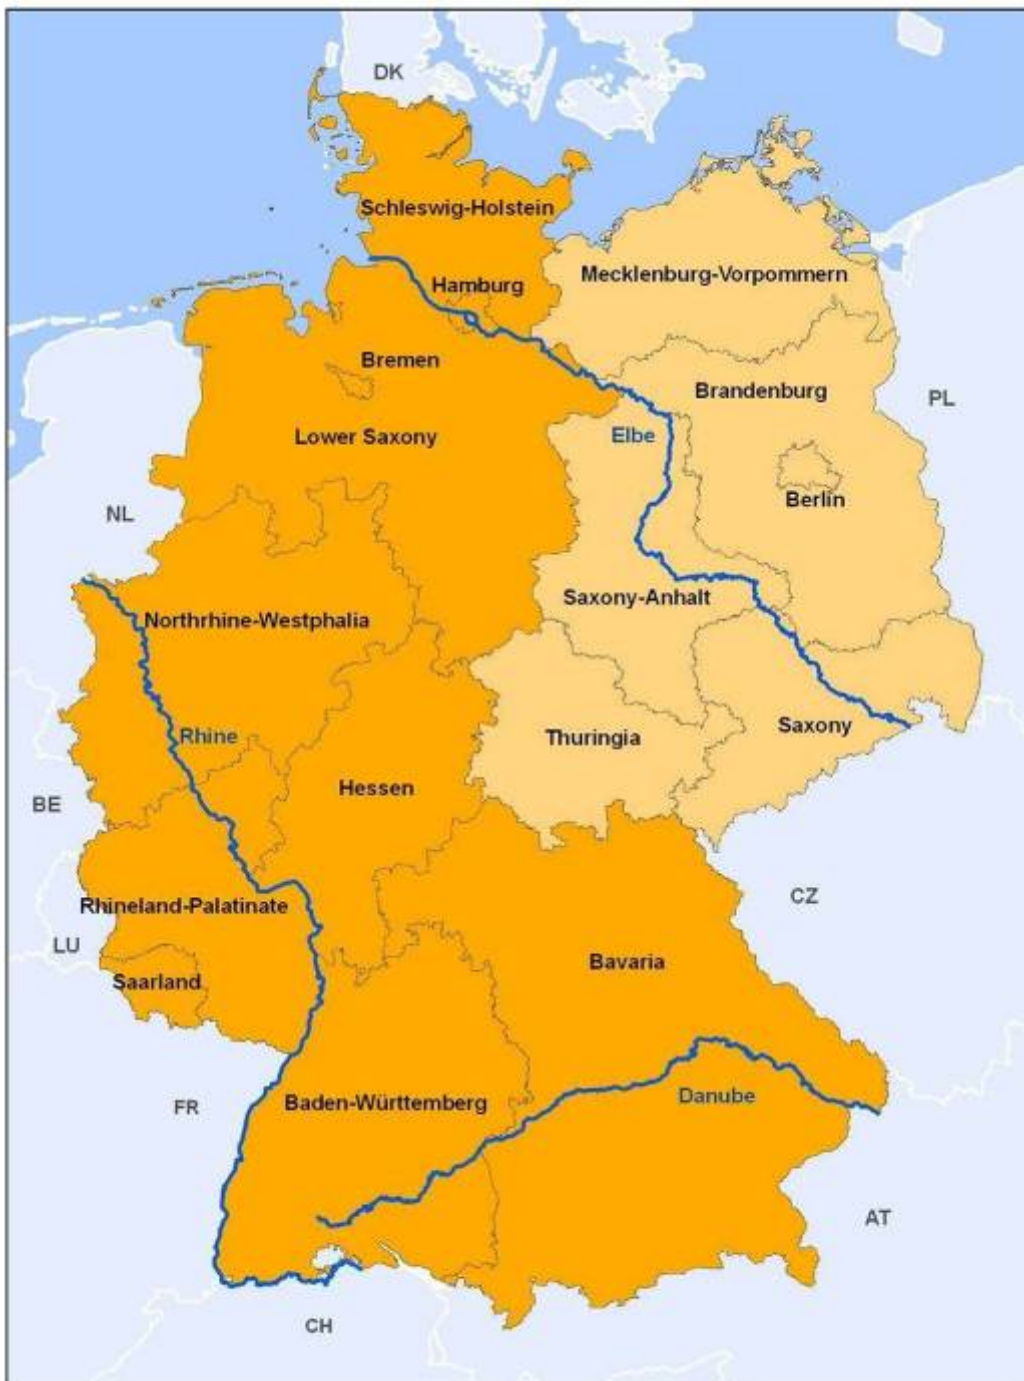 DK
Schleswig-Holstein
Mecklenburg-Vorpommern
Hamburg
Bremen
Brandenburg
PL
Elbe
Lower Saxony
Berlin
NL
Saxony-Anhalt
Northrhine-Westphalia
Saxony
Rhine
Thuringia
Hessen
BE
CZ
Rhineland-Palatinate
LU
Bavaria
Saarland
Danube
Baden-Württemberg
FR
AT
CH